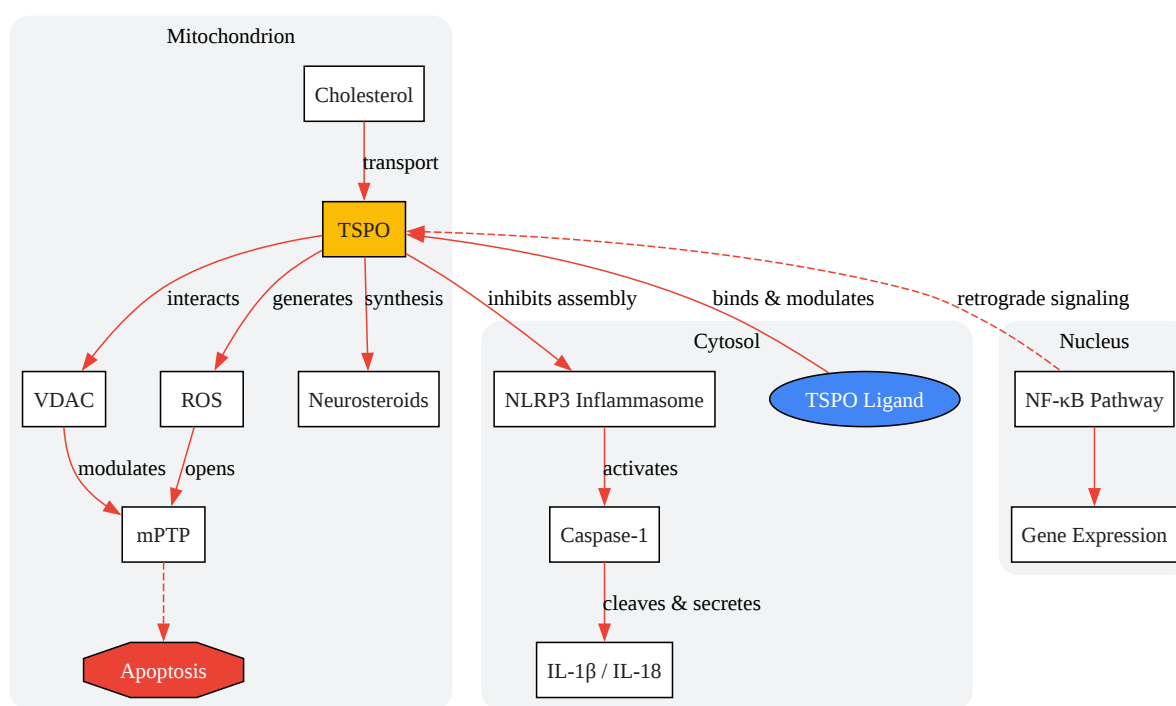 Mitochondrion
Cholesterol
transport
TSPO
interacts
generates
synthesis
inhibits assembly
binds & modulates
retrograde signaling
Cytosol
Nucleus
VDAC
ROS
Neurosteroids
NLRP3 Inflammasome
TSPO Ligand
NF-κB Pathway
modulates
opens
activates
mPTP
Caspase-1
Gene Expression
cleaves & secretes
Apoptosis
IL-1β / IL-18